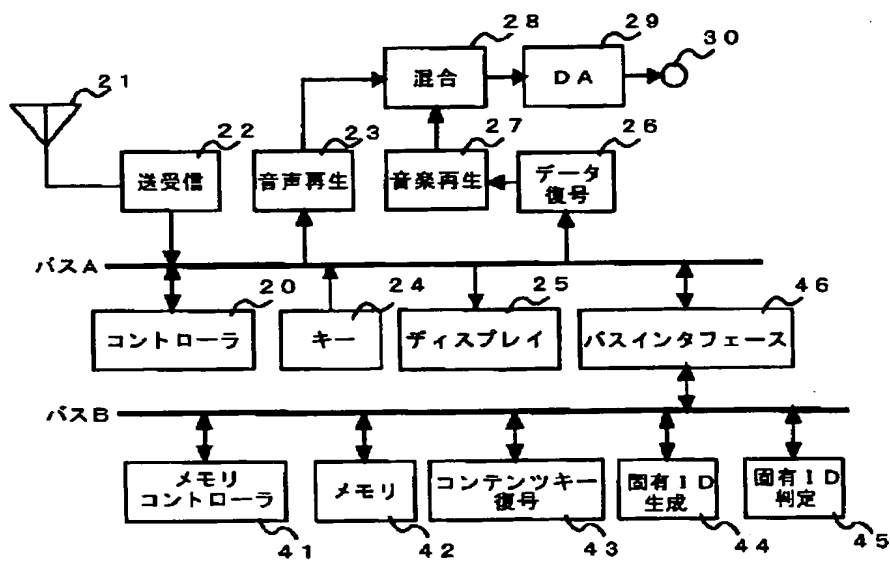 28
29
30
21
混合
DA
22
23
27
26
送受信
音声再生
音楽再生
データ
復号
バスA
20
24
25
46
コントローラ
キー
ディスプレイ
バスインタフェース
バスB
メモリ
コントローラ
メモリ
コンテンツキー
復号
固有ID
生成
固有ID
判定
41
42
43
44
45